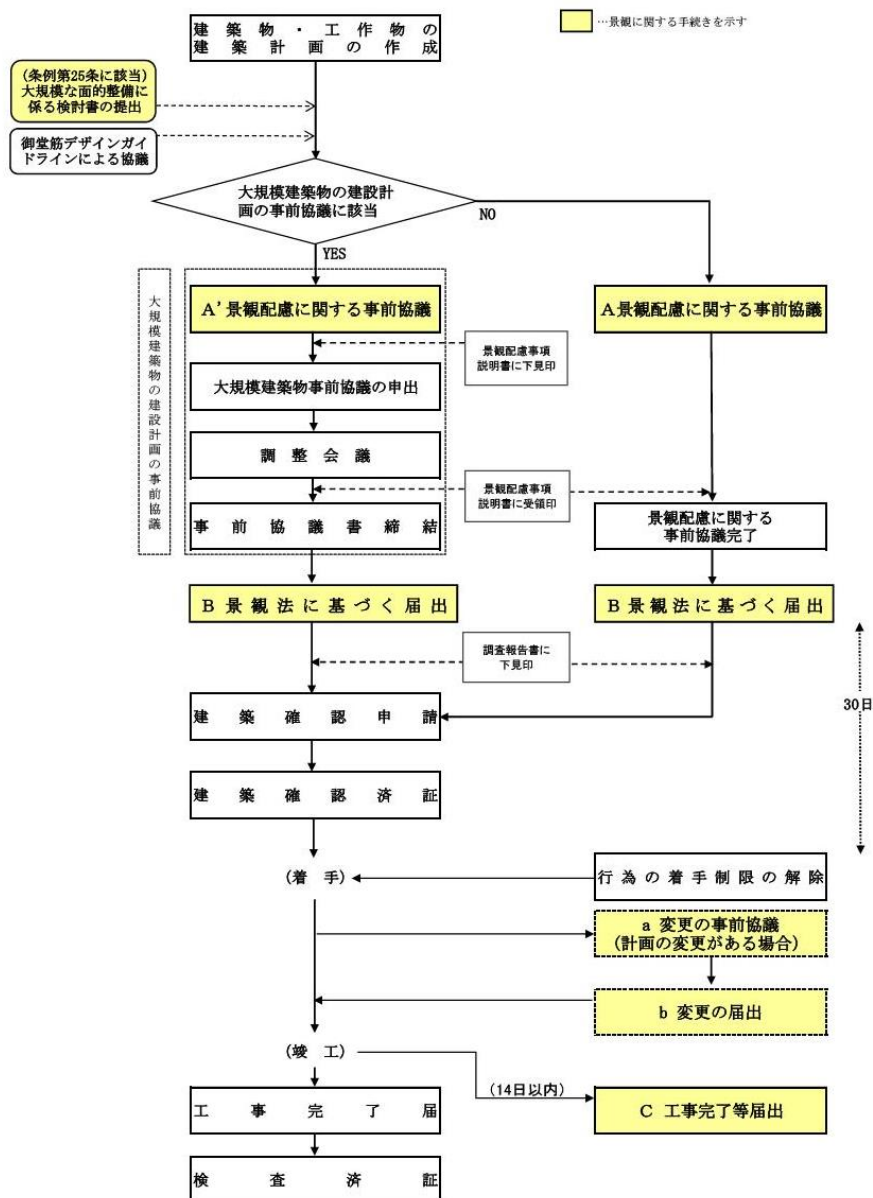 …景観に関する手続きを示す
建築物・工作物の
建築計画の作成
(条例第25条に該当)
大規模な面的整備に
係る検討書の提出
御堂筋デザインガイ
ドラインによる協議
大規模建築物の建設計
画の事前協議に該当
NO
YES
大規模建築物の建設計画の事前協議
A'景観配慮に関する事前協議
A景観配慮に関する事前協議
景観配慮事項
説明書に下見印
大規模建築物事前協議の申出
調整会議
景観配慮事項
説明書に受領印
事前協議書締結
景観配慮に関する
事前協議完了
B景観法に基づく届出
B景観法に基づく届出
調査報告書に
下見印
30日
建築確認申請
建築確認済証
(着手)
行為の着手制限の解除
a 変更の事前協議
(計画の変更がある場合)
b 変更の届出
(竣工)
(14日以内)
工事完了届
C 工事完了等届出
検査済証